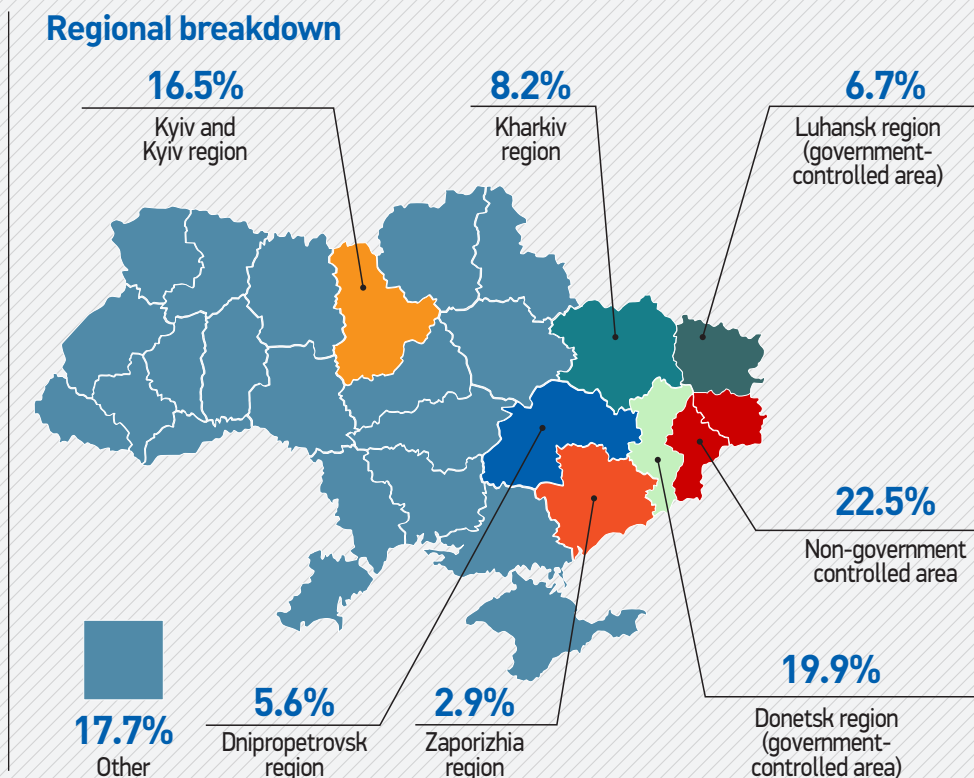 Regional breakdown
16.5%
Kyiv and
Kyiv region
8.2%
Kharkiv
region
6.7%
Luhansk region
(government-
controlled area)
22.5%
Non-government
controlled area
17.7%
Other
5.6%
Dnipropetrovsk
region
2.9%
Zaporizhia
region
19.9%
Donetsk region
(government-
controlled area)